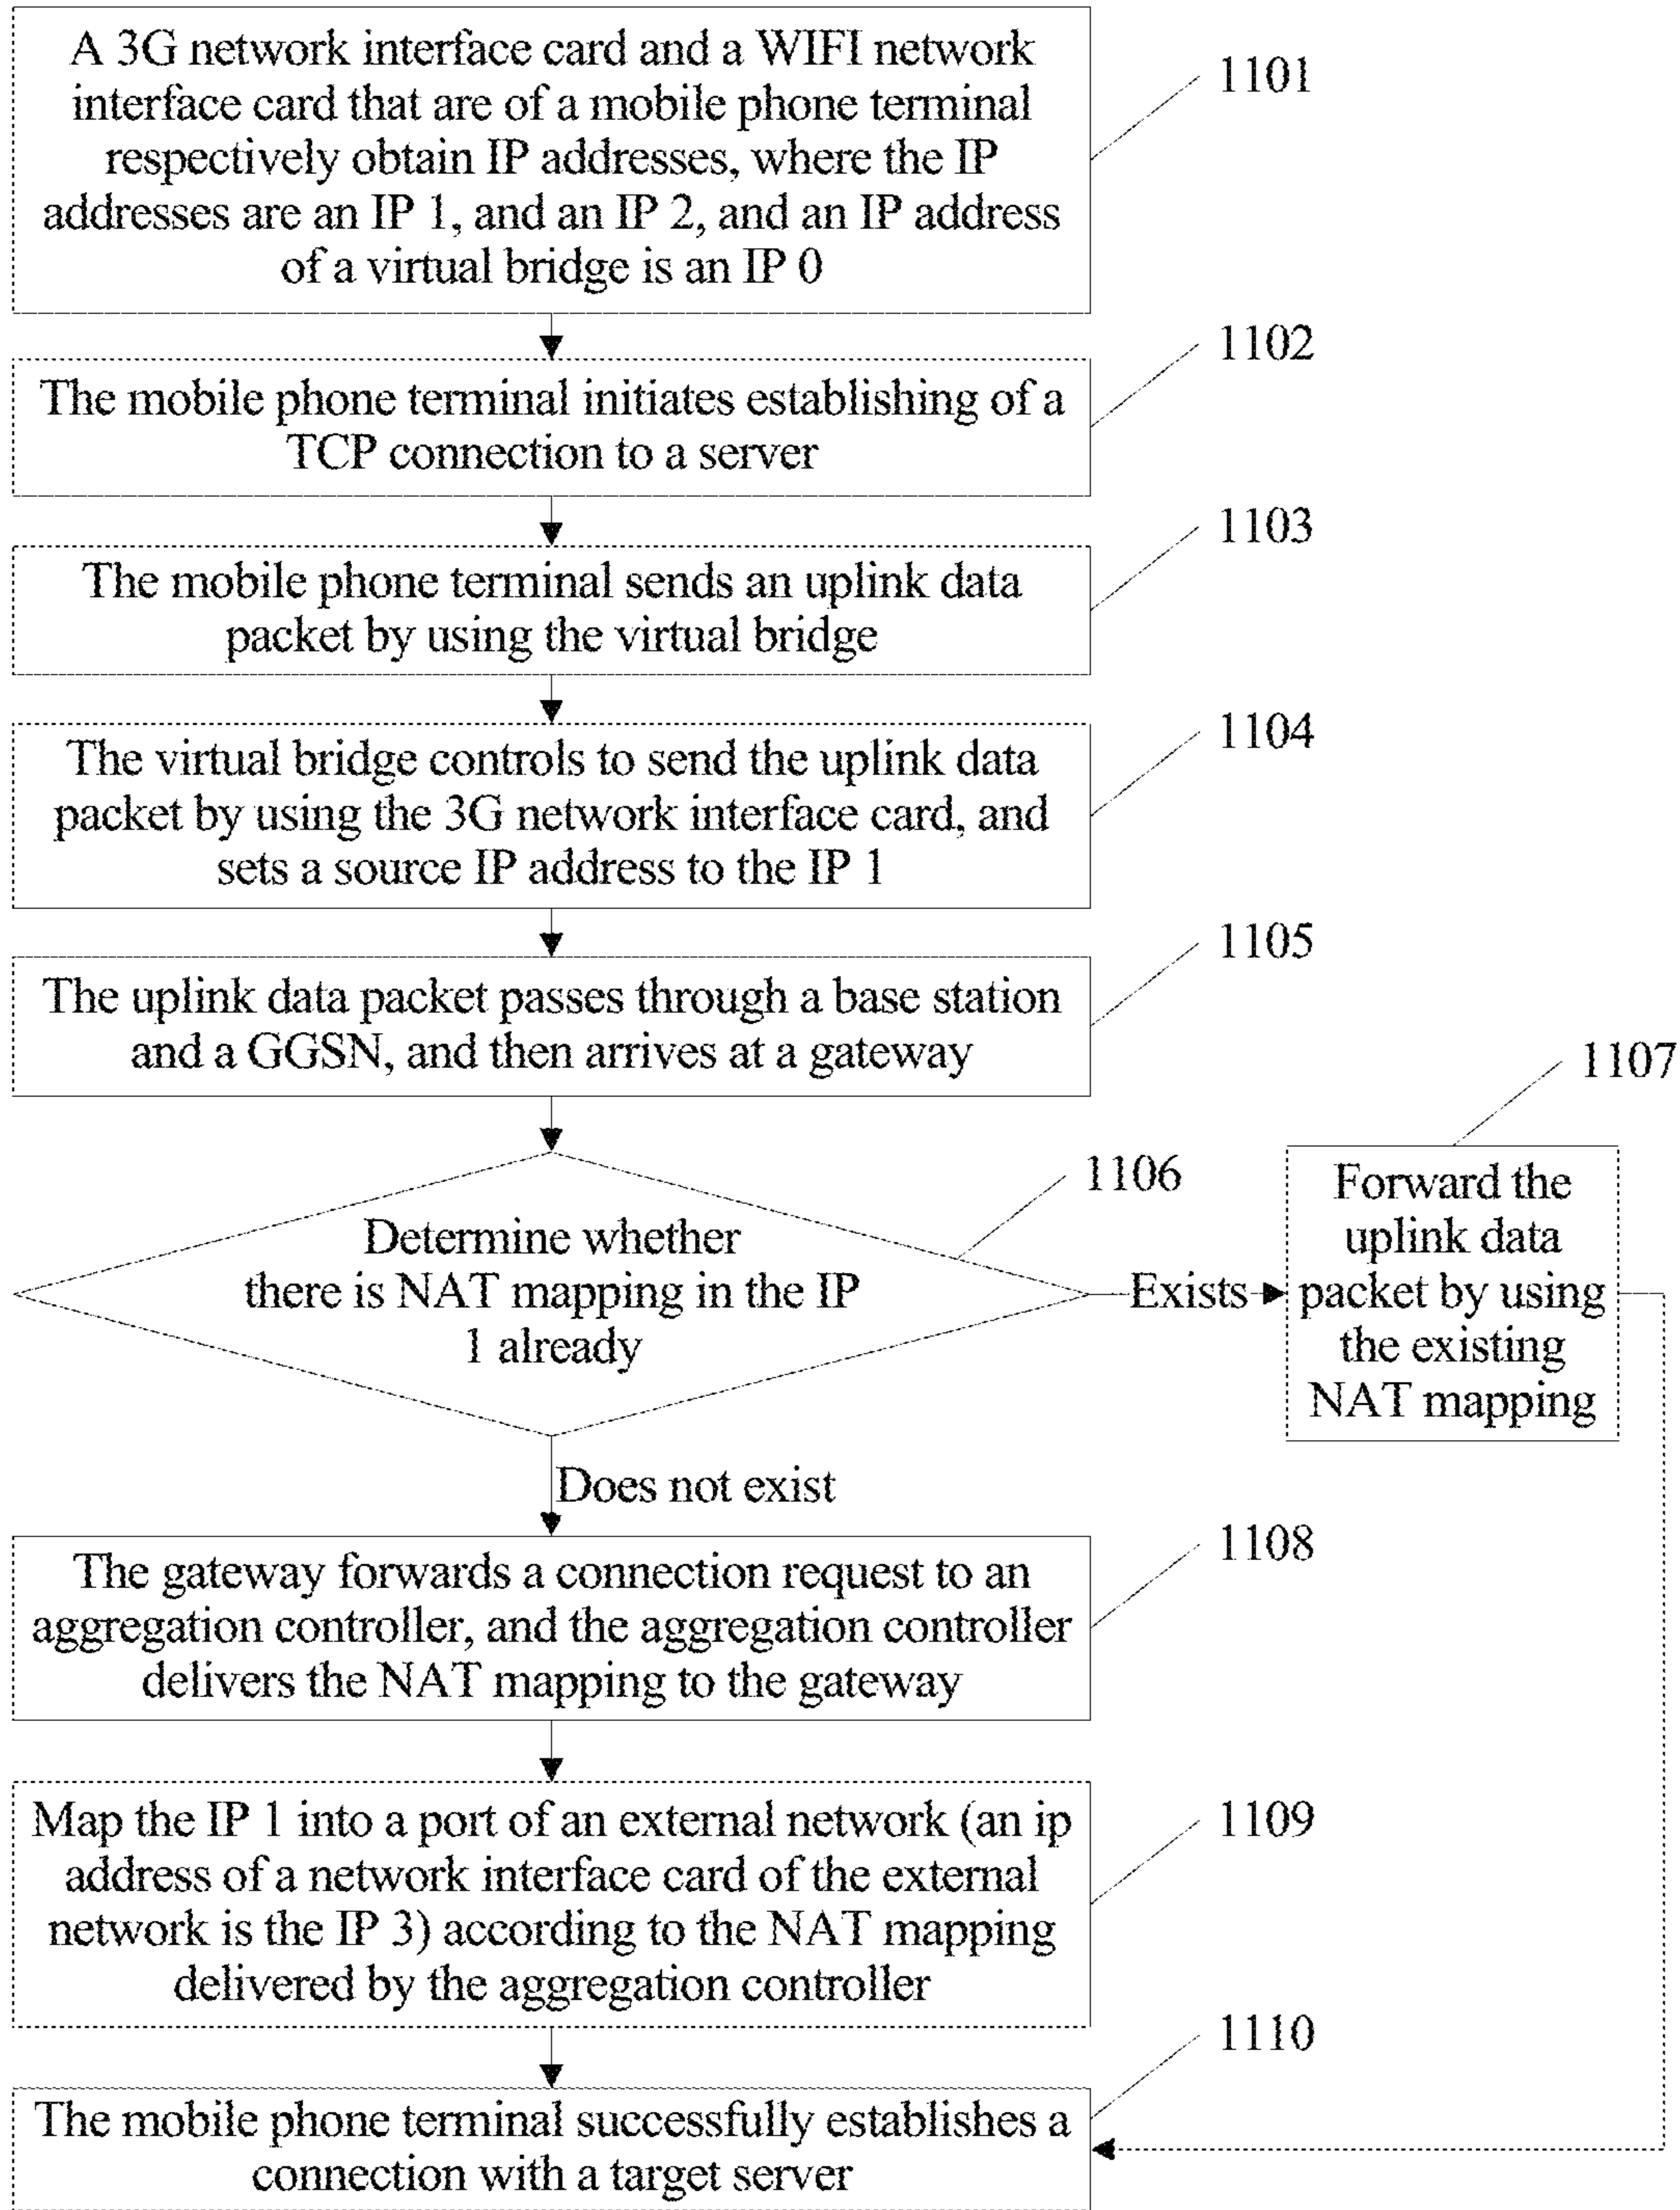 A 3G network interface card and a WIFI network
interface card that are of a mobile phone terminal
respectively obtain IP addresses, where the IP
addresses are an IP 1, and an IP 2, and an IP address
of a virtual bridge is an IP 0
1101
The mobile phone terminal initiates establishing of a
TCP connection to a server
1102
The mobile phone terminal sends an uplink data
packet by using the virtual bridge
1103
The virtual bridge controls to send the uplink data
packet by using the 3G network interface card, and
sets a source IP address to the IP 1
1104
The uplink data packet passes through a base station
and a GGSN, and then arrives at a gateway
1105
Determine whether
there is NAT mapping in the IP
1 already
1106
Exists
Forward the
uplink data
packet by using
the existing
NAT mapping
1107
Does not exist
The gateway forwards a connection request to an
aggregation controller, and the aggregation controller
delivers the NAT mapping to the gateway
1108
Map the IP 1 into a port of an external network (an ip
address of a network interface card of the external
network is the IP 3) according to the NAT mapping
delivered by the aggregation controller
1109
The mobile phone terminal successfully establishes a
connection with a target server
1110